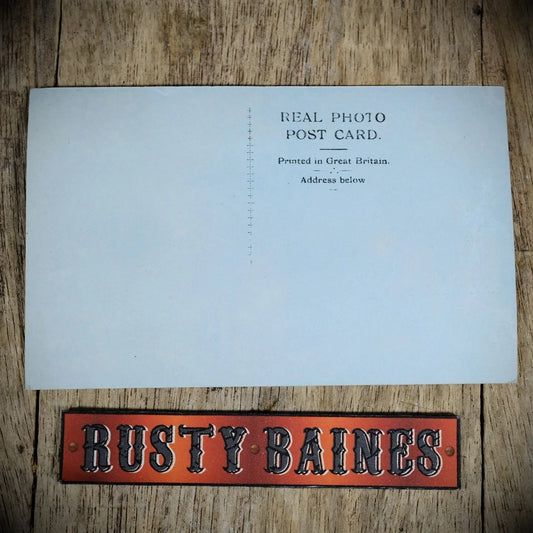 REAL PHOTO
POST CARD.
Printed in Great Britain.
Address below
RUSTY BAINES